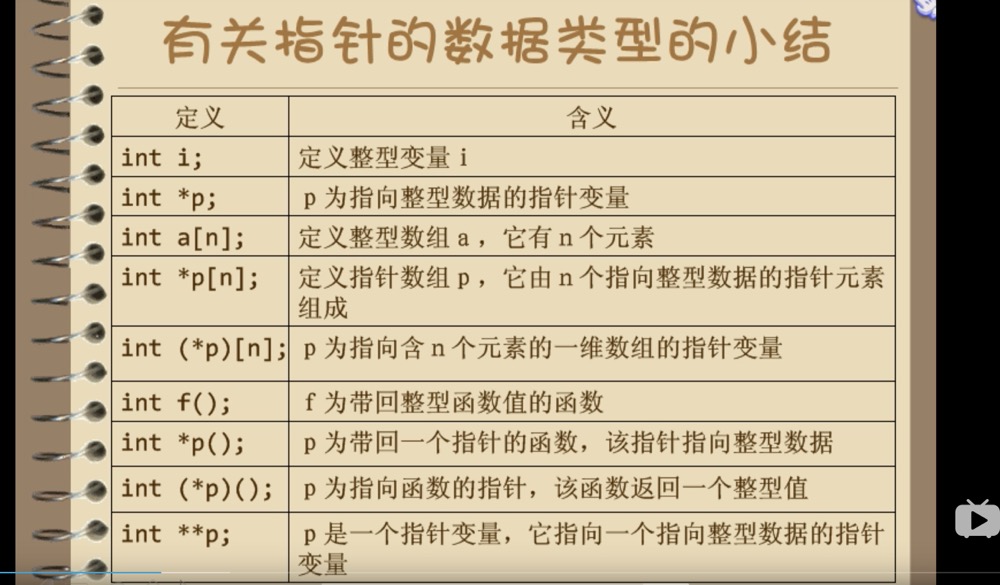 有关指针的数据类型的小结
定义 含义
int i; 定义整型变量 i
int *p; p 为指向整型数据的指针变量
int a[n]; 定义整型数组 a ，它有 n 个元素
int *p[n]; 定义指针数组 p ，它由 n 个指向整型数据的指针元素
组成
int (*p)[n]; p 为指向含 n 个元素的一维数组的指针变量
int f(); f 为带回整型函数值的函数
int *p(); p 为带回一个指针的函数，该指针指向整型数据
int (*p)(); p 为指向函数的指针，该函数返回一个整型值
int **p; p 是一个指针变量，它指向一个指向整型数据的指针
变量